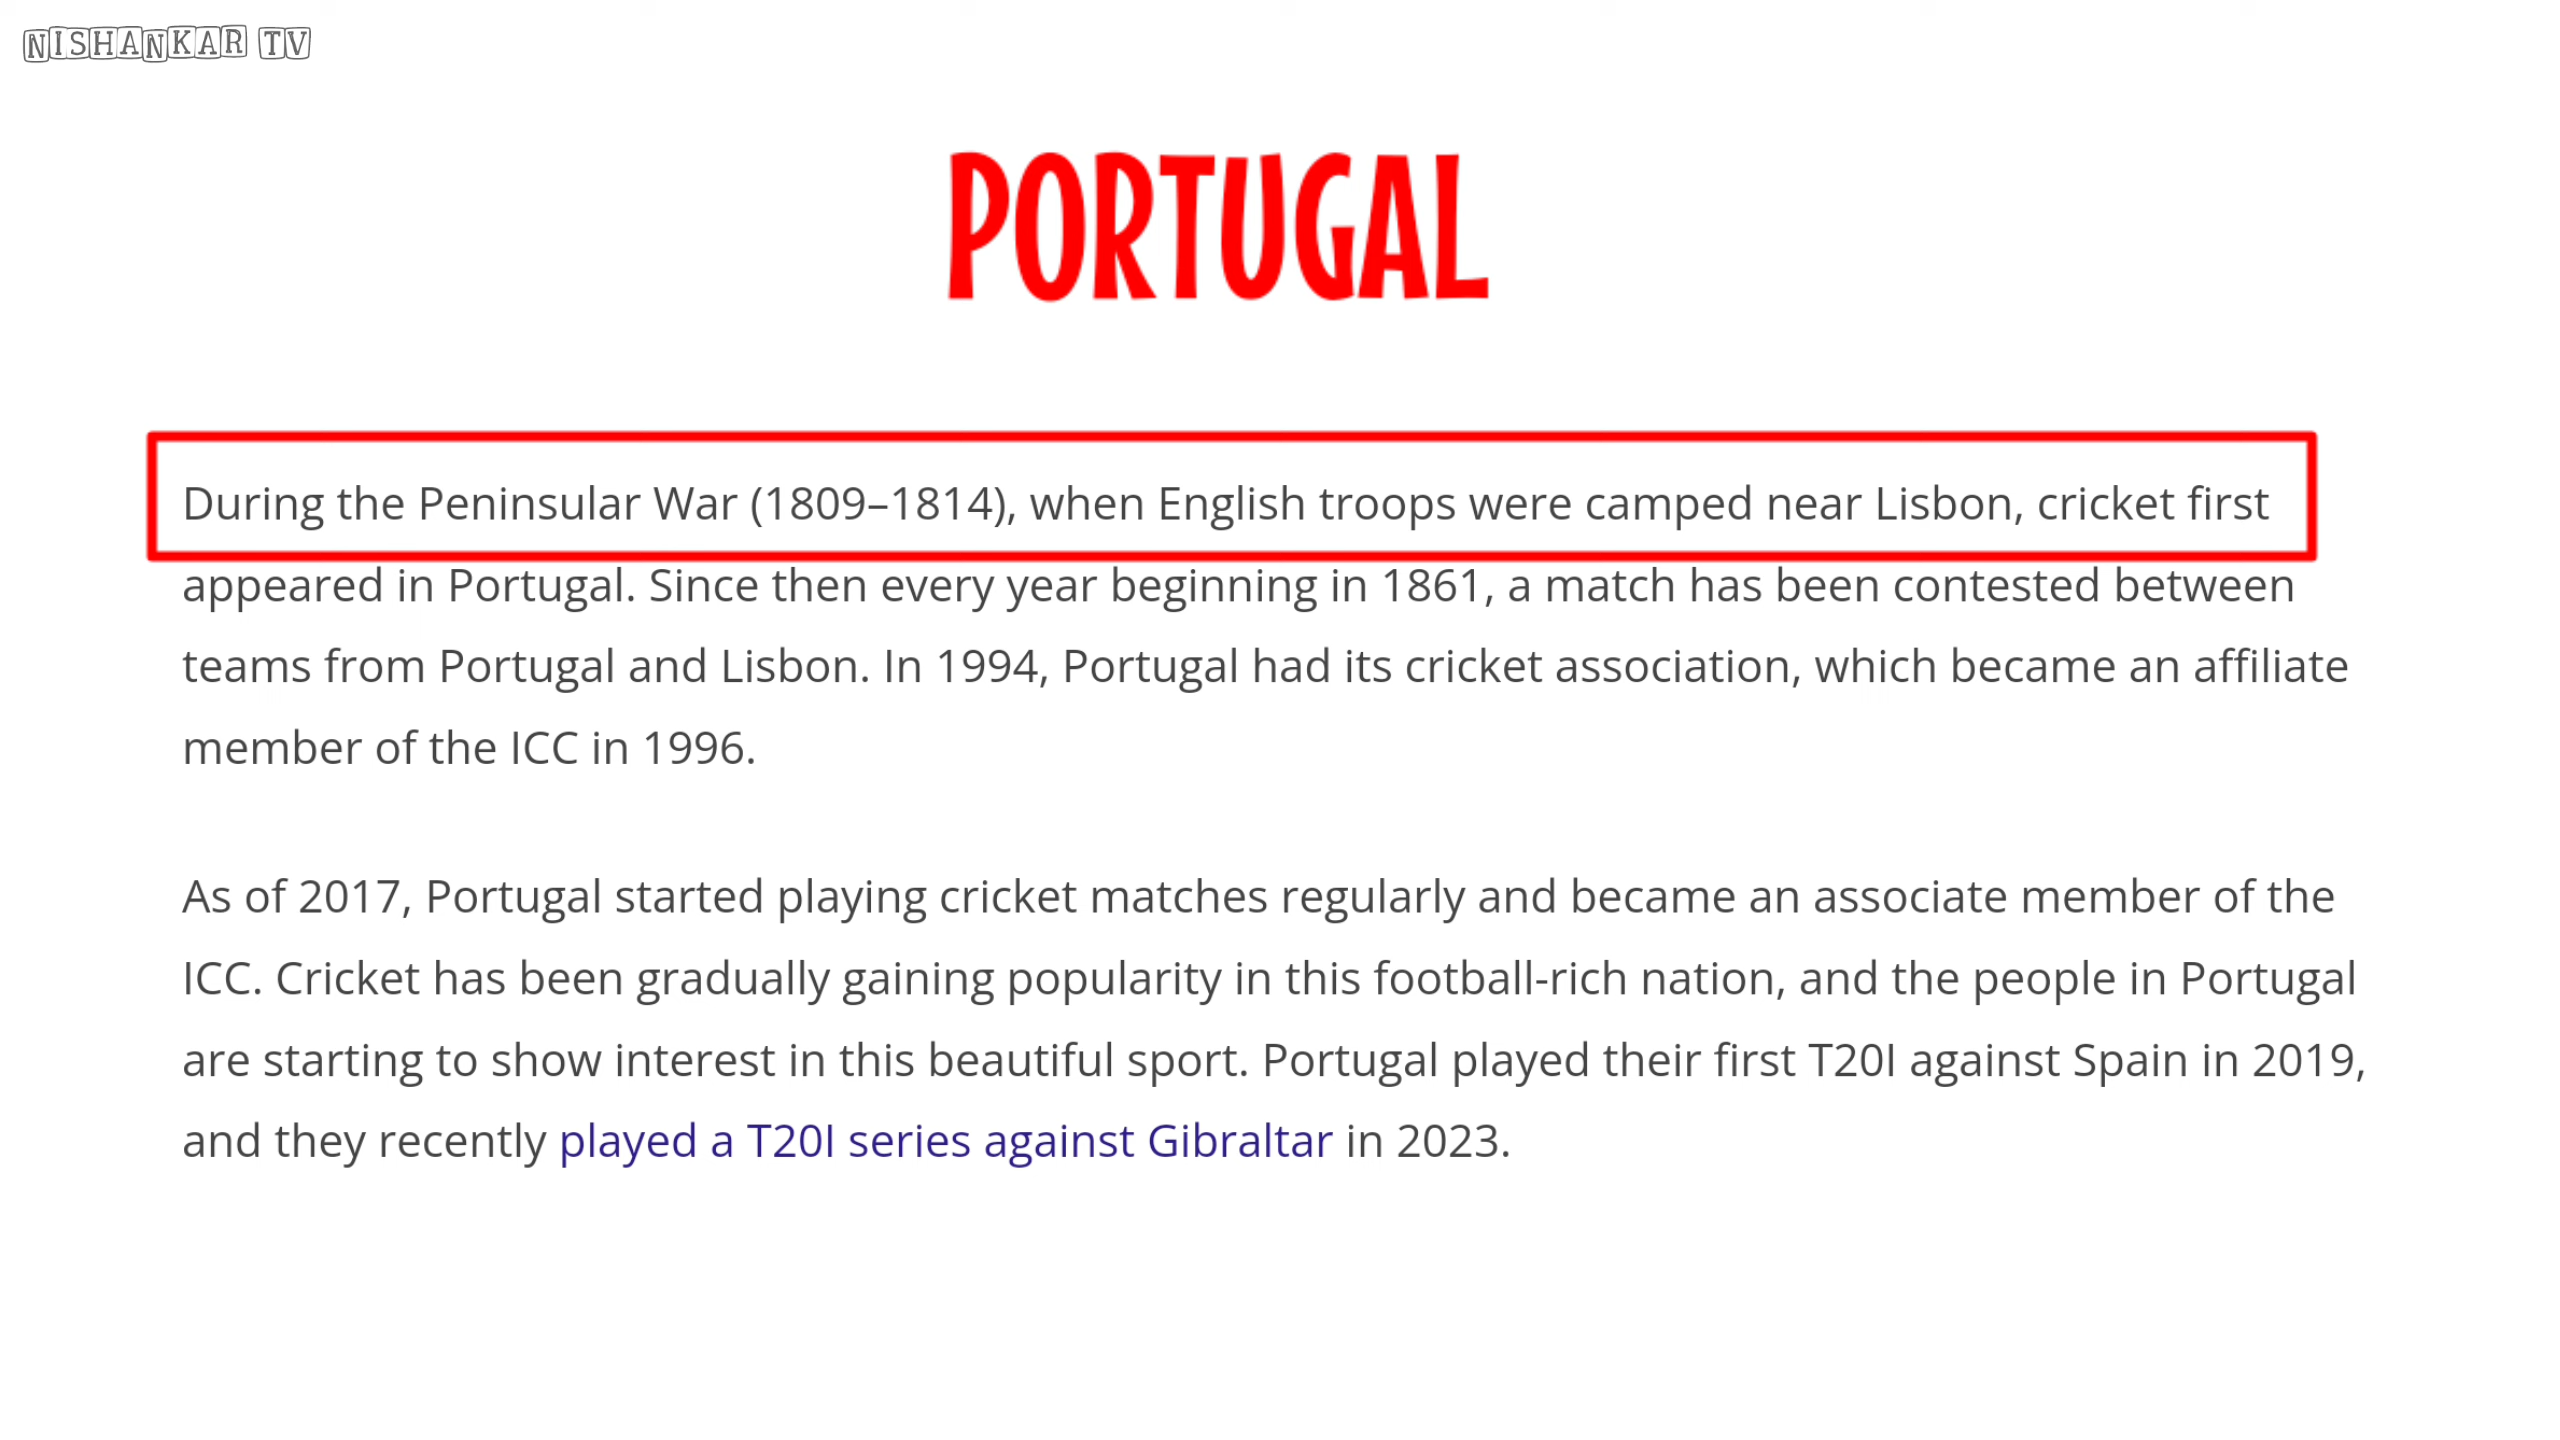 NISHANKAR TV
PORTUGAL
During the Peninsular War (1809–1814), when English troops were camped near Lisbon, cricket first
appeared in Portugal. Since then every year beginning in 1861, a match has been contested between
teams from Portugal and Lisbon. In 1994, Portugal had its cricket association, which became an affiliate
member of the ICC in 1996.
As of 2017, Portugal started playing cricket matches regularly and became an associate member of the
ICC. Cricket has been gradually gaining popularity in this football-rich nation, and the people in Portugal
are starting to show interest in this beautiful sport. Portugal played their first T20I against Spain in 2019,
and they recently played a T20I series against Gibraltar in 2023.